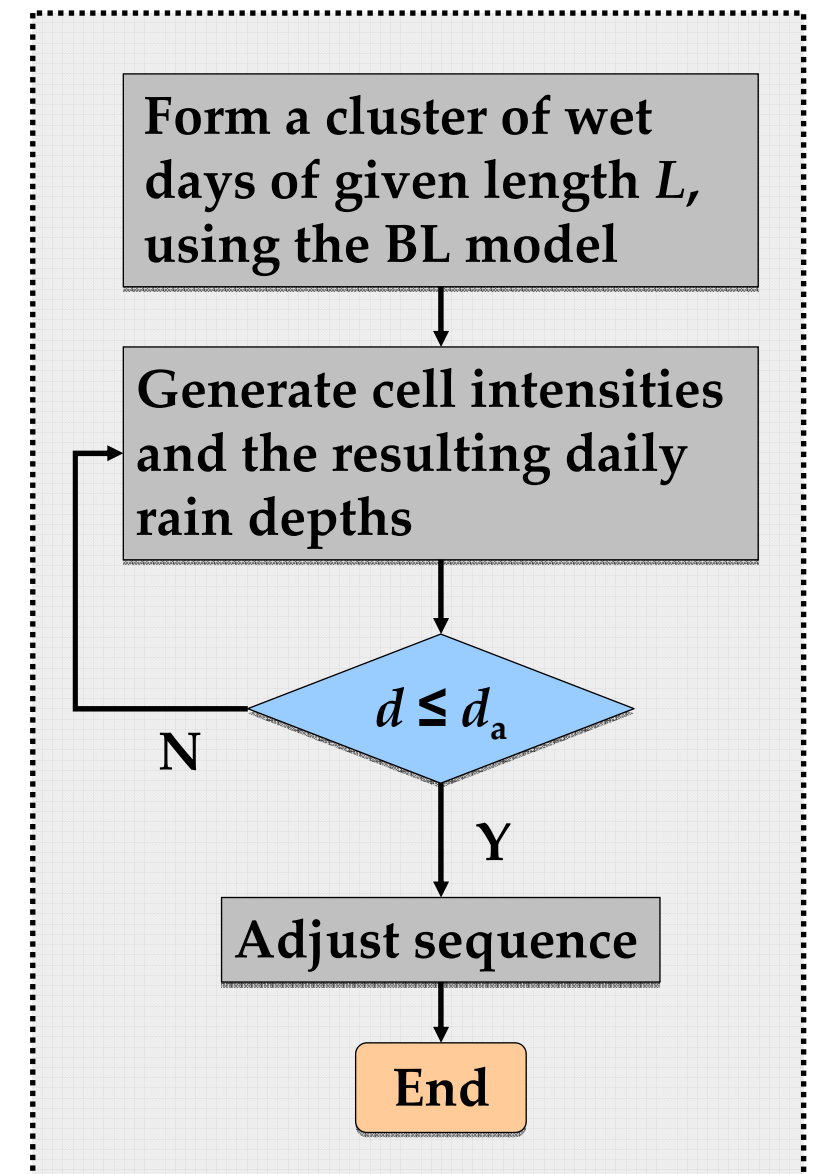 Form a cluster of wet
days of given length L,
using the BL model
Generate cell intensities
and the resulting daily
rain depths
d ≤ dₐ
N
Y
Adjust sequence
End